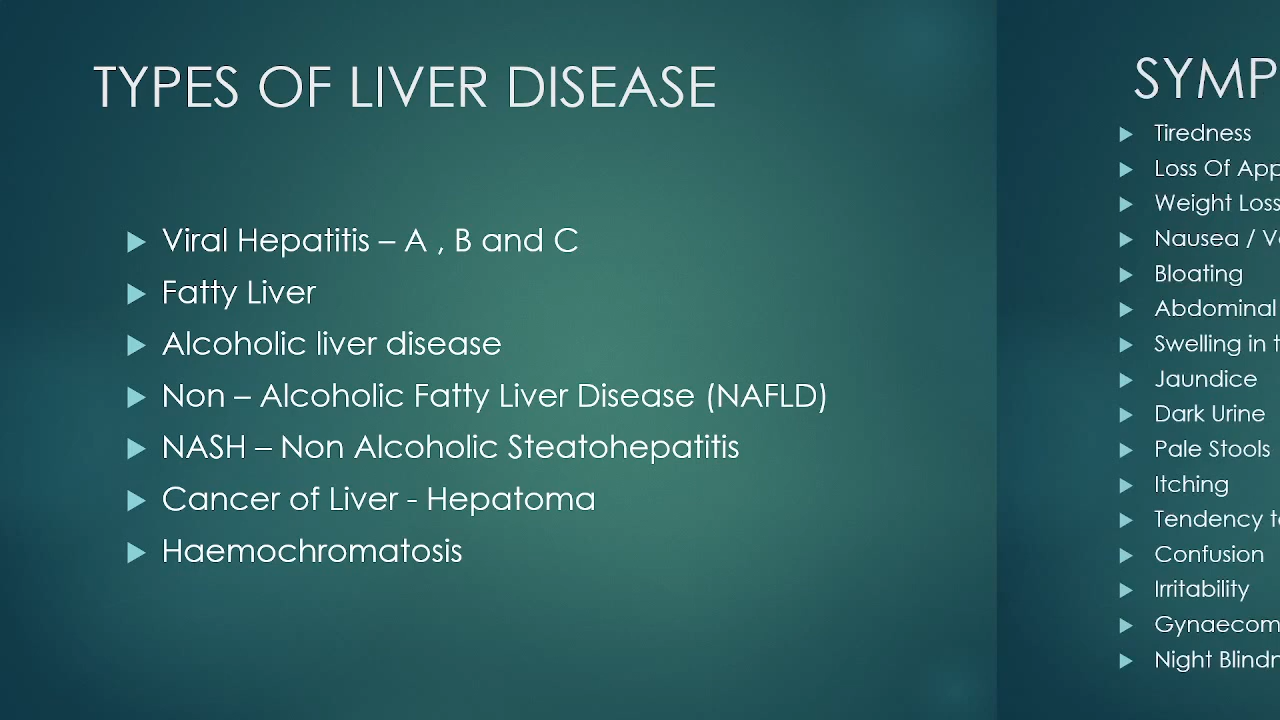 TYPES OF LIVER DISEASE
Viral Hepatitis – A , B and C
Fatty Liver
Alcoholic liver disease
Non – Alcoholic Fatty Liver Disease (NAFLD)
NASH – Non Alcoholic Steatohepatitis
Cancer of Liver - Hepatoma
Haemochromatosis
Tiredness
Loss Of
Weight Loss
Nausea /
Bloating
Abdominal
Swelling in
Jaundice
Dark Urine
Pale Stools
Itching
Tendency
Confusion
Irritability
Night